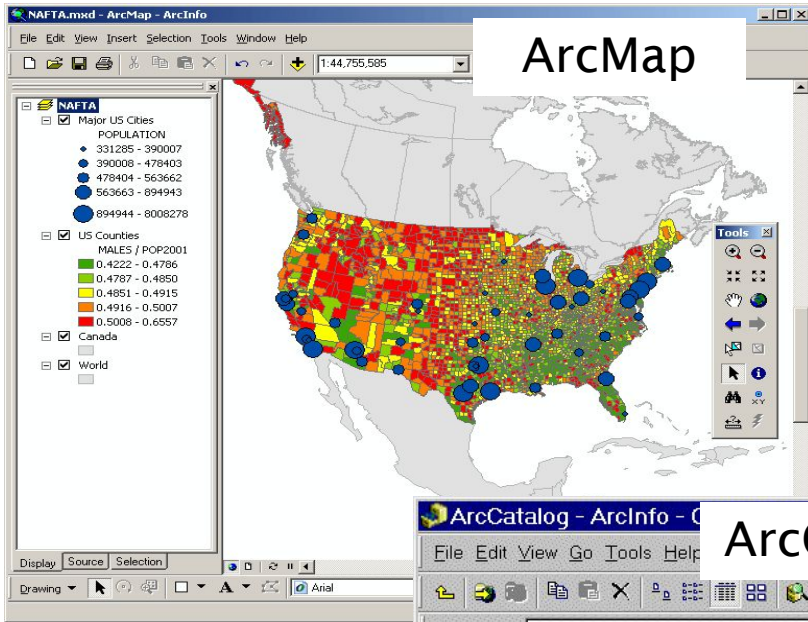 NAFTA.mxd - ArcMap - ArcInfo
File Edit View Insert Selection Tools Window Help
1:44,755,585
ArcMap
NAFTA
Major US Cities
POPULATION
331285 - 390007
390008 - 478403
478404 - 563662
563663 - 894943
894944 - 8008278
US Counties
MALES / POP2001
0.4222 - 0.4786
0.4787 - 0.4850
0.4851 - 0.4915
0.4916 - 0.5007
0.5008 - 0.6557
Canada
World
Tools
XY
Display Source Selection
Drawing
A
Arial
ArcCatalog - ArcInfo - C
ArcC
File Edit View Go Tools Help